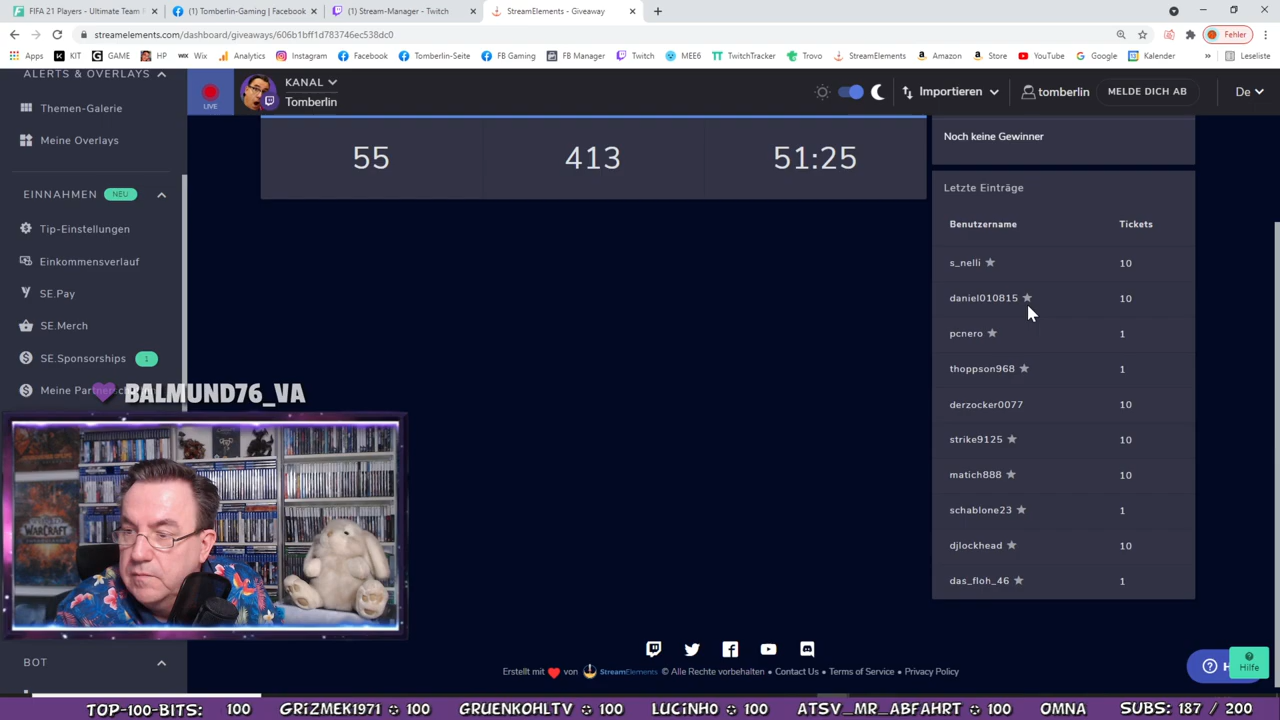 FIFA 21 Players - Ultimate Team
(1) Tomberlin-Gaming | Facebook
(1) Stream-Manager - Twitch
StreamElements - Giveaway
streamelements.com/dashboard/giveaways/606b1bff1d783746ec538dc0
Fehler
Apps KIT GAME HP Wix Analytics Instagram Facebook Tomberlin-Seite FB Gaming FB Manager Twitch MEE6 TwitchTracker Trovo StreamElements Amazon Store YouTube Google Kalender » Leseliste
ALERTS & OVERLAYS
Themen-Galerie
Meine Overlays
EINNAHMEN NEU
Tip-Einstellungen
Einkommensverlauf
SE.Pay
SE.Merch
SE.Sponsorships 1
BOT
LIVE
KANAL
Tomberlin
Importieren
tomberlin
MELDE DICH AB
De
55 413 51:25
Noch keine Gewinner
Letzte Einträge
Benutzername Tickets
s_nelli 10
daniel010815 10
pcnero 1
thoppson968 1
derzocker0077 10
strike9125 10
matich888 10
schablone23 1
djlockhead 10
das_floh_46 1
BALMUND76_VA
WARCRAFT
Erstellt mit ❤ von StreamElements © Alle Rechte vorbehalten • Contact Us • Terms of Service • Privacy Policy
Hilfe
TOP-100-BITS: 100 GRIZMEK1971 100 GRUENKOHLTV 100 LUCINHO 100 ATSV_MR_ABFAHRT 100 OMNA SUBS: 187 / 200